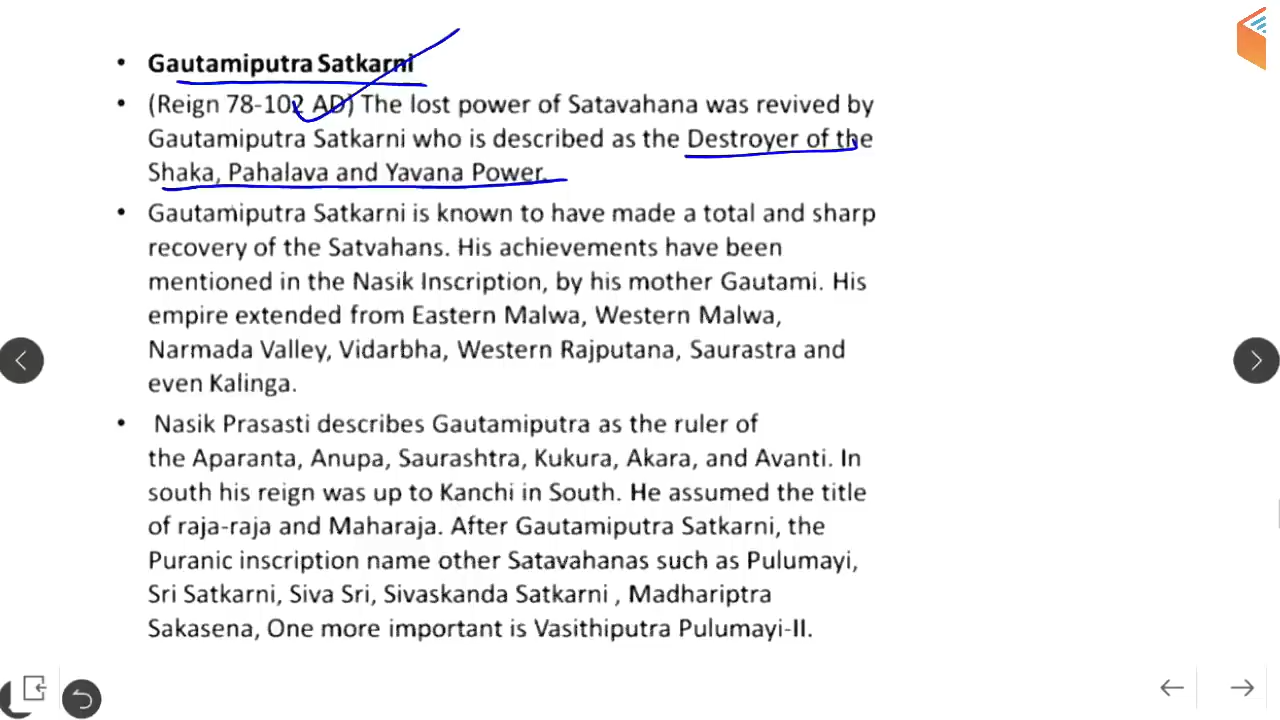 • Gautamiputra Satkarni
• (Reign 78-102 AD) The lost power of Satavahana was revived by
Gautamiputra Satkarni who is described as the Destroyer of the
Shaka, Pahalava and Yavana Power.
• Gautamiputra Satkarni is known to have made a total and sharp
recovery of the Satvahans. His achievements have been
mentioned in the Nasik Inscription, by his mother Gautami. His
empire extended from Eastern Malwa, Western Malwa,
Narmada Valley, Vidarbha, Western Rajputana, Saurastra and
even Kalinga.
• Nasik Prasasti describes Gautamiputra as the ruler of
the Aparanta, Anupa, Saurashtra, Kukura, Akara, and Avanti. In
south his reign was up to Kanchi in South. He assumed the title
of raja-raja and Maharaja. After Gautamiputra Satkarni, the
Puranic inscription name other Satavahanas such as Pulumayi,
Sri Satkarni, Siva Sri, Sivaskanda Satkarni , Madhariptra
Sakasena, One more important is Vasithiputra Pulumayi-II.